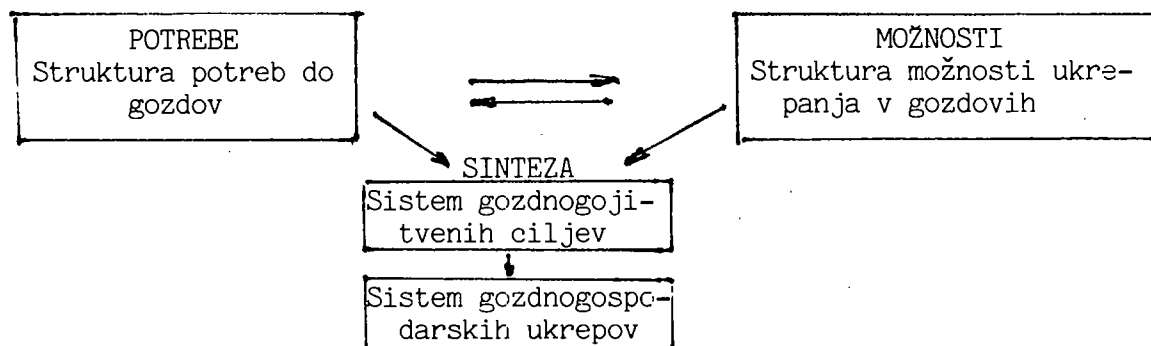 POTREBE
Struktura potreb do
gozdov
MOŽNOSTI
Struktura možnosti ukre-
panja v gozdovih
SINTEZA
Sistem gozdnogoji-
tvenih ciljev
Sistem gozdnogospo-
darskih ukrepov